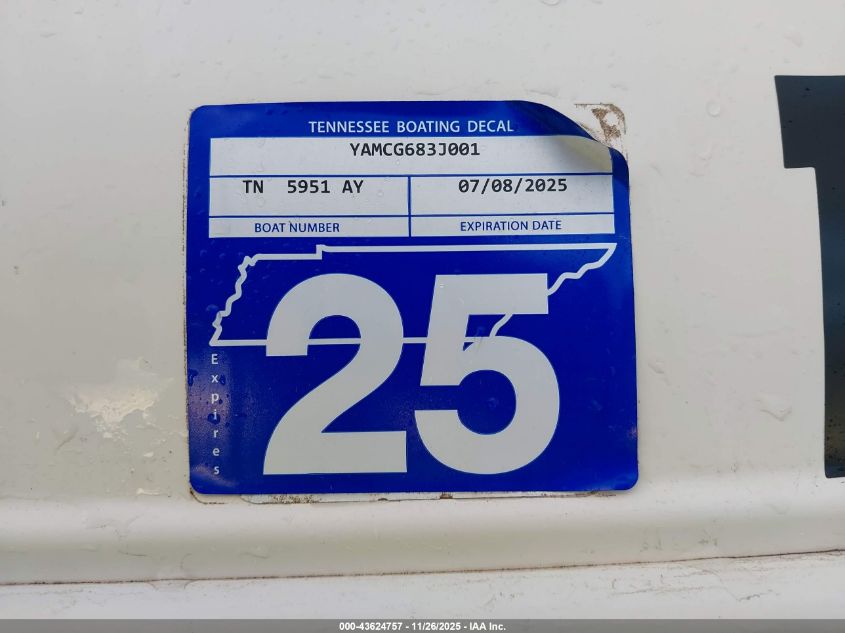 TENNESSEE BOATING DECAL
YAMCG683J001
TN 5951 AY 07/08/2025
BOAT NUMBER EXPIRATION DATE
25
Expires
000-43624757 - 11/26/2025 - IAA Inc.